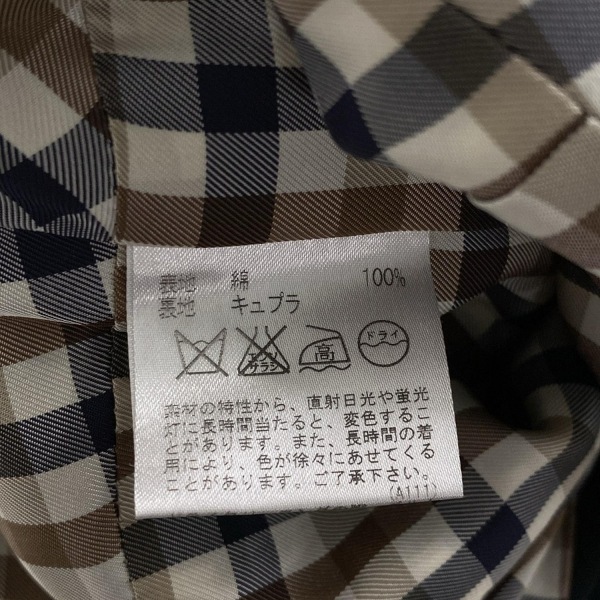 表地 綿 100%
裏地 キュプラ
エンソ
サラシ
高
ドライ
素材の特性から、直射日光や蛍光
灯に長時間当たると、変色するこ
とがあります。また、長時間の着
用により、色が徐々にあせてくる
ことがあります。ご了承下さい。
(A111)